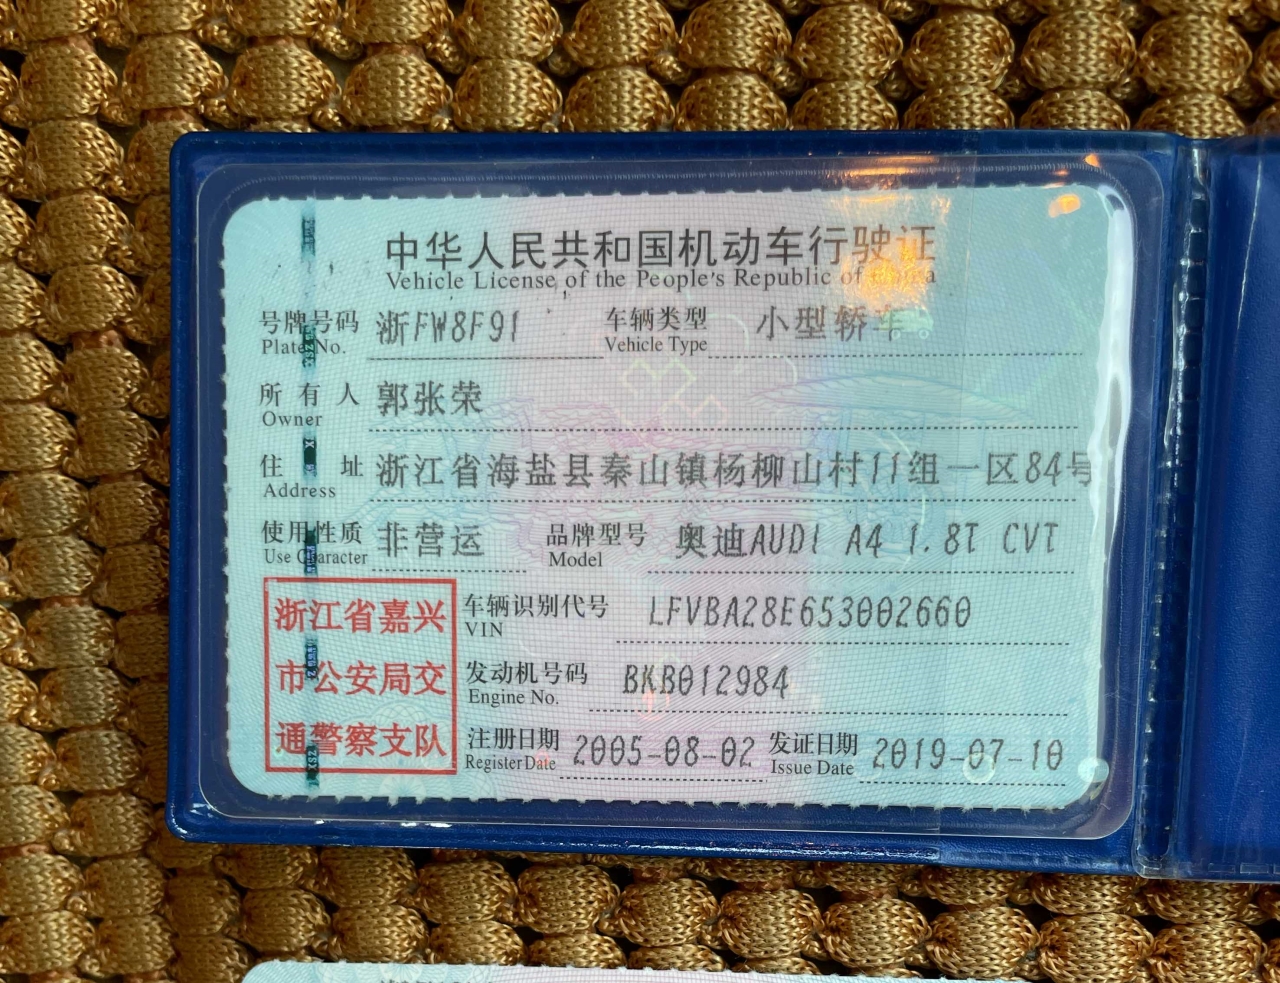 中华人民共和国机动车行驶证
Vehicle License of the People's Republic of China
号牌号码 浙FW8F91 车辆类型 小型轿车
Plate No. Vehicle Type
所有人 郭张荣
Owner
住址 浙江省海盐县秦山镇杨柳山村11组一区84号
Address
使用性质 非营运 品牌型号 奥迪AUDI A4 1.8T CVT
Use Character Model
浙江省嘉兴
市公安局交
通警察支队
车辆识别代号 LFVBA28E653002660
VIN
发动机号码 BKB012984
Engine No.
注册日期 2005-08-02 发证日期 2019-07-10
Register Date Issue Date